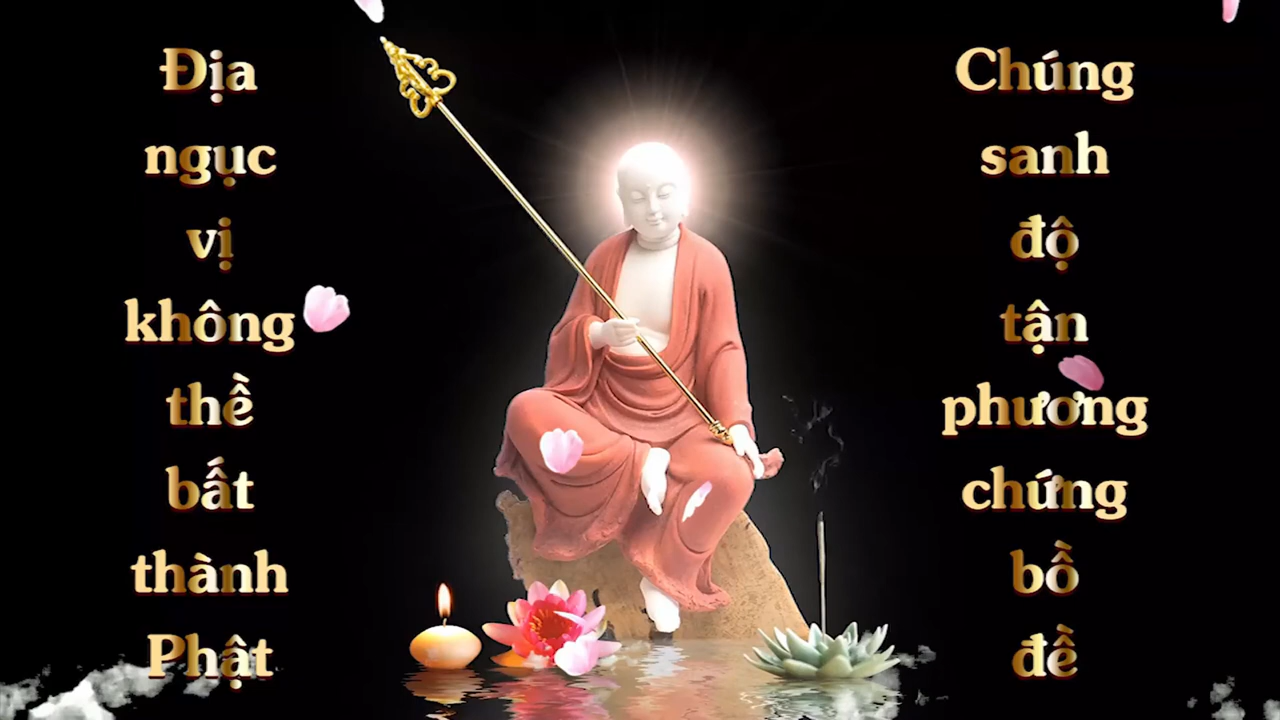 Địa
ngục
vị
không
thề
bất
thành
Phật
Chúng
sanh
độ
tận
phương
chứng
bồ
đề